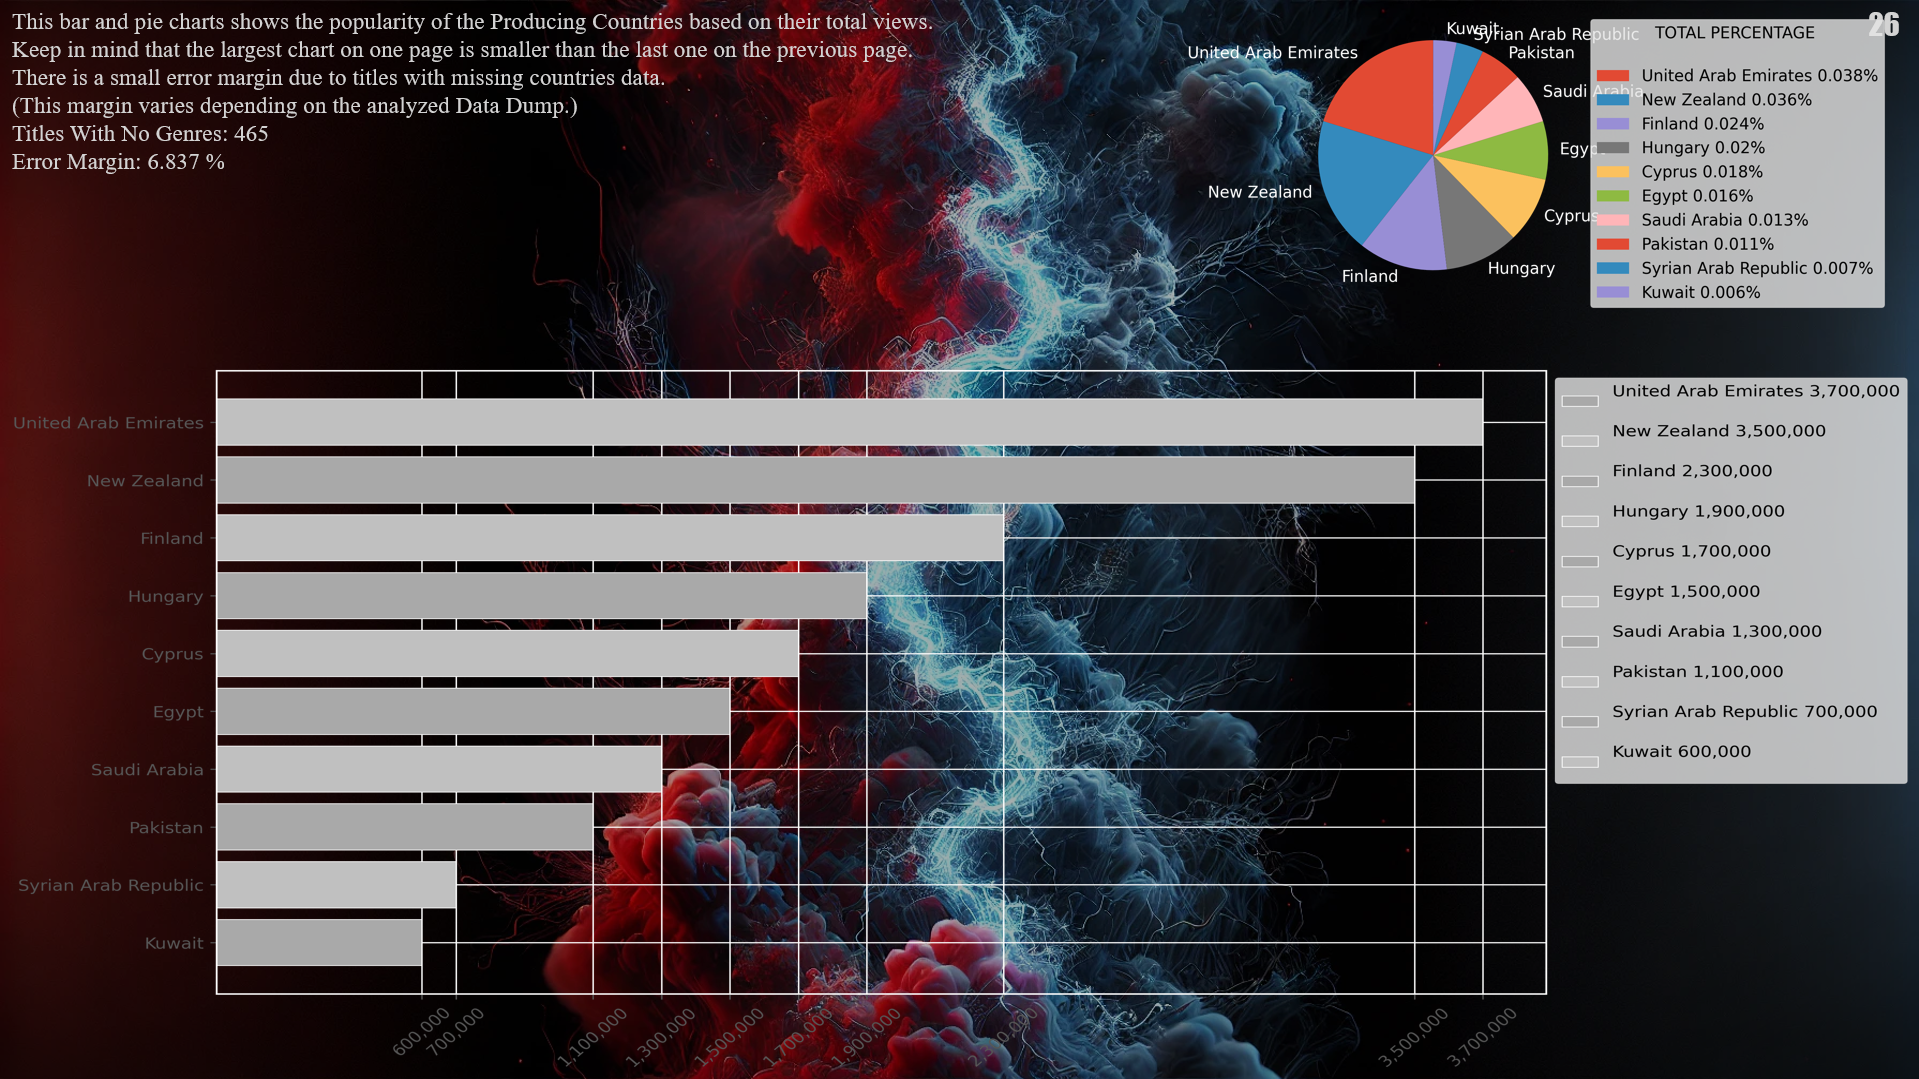 This bar and pie charts shows the popularity of the Producing Countries based on their total views.
Keep in mind that the largest chart on one page is smaller than the last one on the previous page.
There is a small error margin due to titles with missing countries data.
(This margin varies depending on the analyzed Data Dump.)
Titles With No Genres: 465
Error Margin: 6.837 %
26
Kuwait
Syrian Arab Republic
Pakistan
United Arab Emirates
Saudi Arabia
Egypt
New Zealand
Cyprus
Hungary
Finland
TOTAL PERCENTAGE
United Arab Emirates 0.038%
New Zealand 0.036%
Finland 0.024%
Hungary 0.02%
Cyprus 0.018%
Egypt 0.016%
Saudi Arabia 0.013%
Pakistan 0.011%
Syrian Arab Republic 0.007%
Kuwait 0.006%
United Arab Emirates
New Zealand
Finland
Hungary
Cyprus
Egypt
Saudi Arabia
Pakistan
Syrian Arab Republic
Kuwait
600,000
700,000
1,100,000
1,300,000
1,500,000
1,700,000
1,900,000
2,300,000
3,500,000
3,700,000
United Arab Emirates 3,700,000
New Zealand 3,500,000
Finland 2,300,000
Hungary 1,900,000
Cyprus 1,700,000
Egypt 1,500,000
Saudi Arabia 1,300,000
Pakistan 1,100,000
Syrian Arab Republic 700,000
Kuwait 600,000